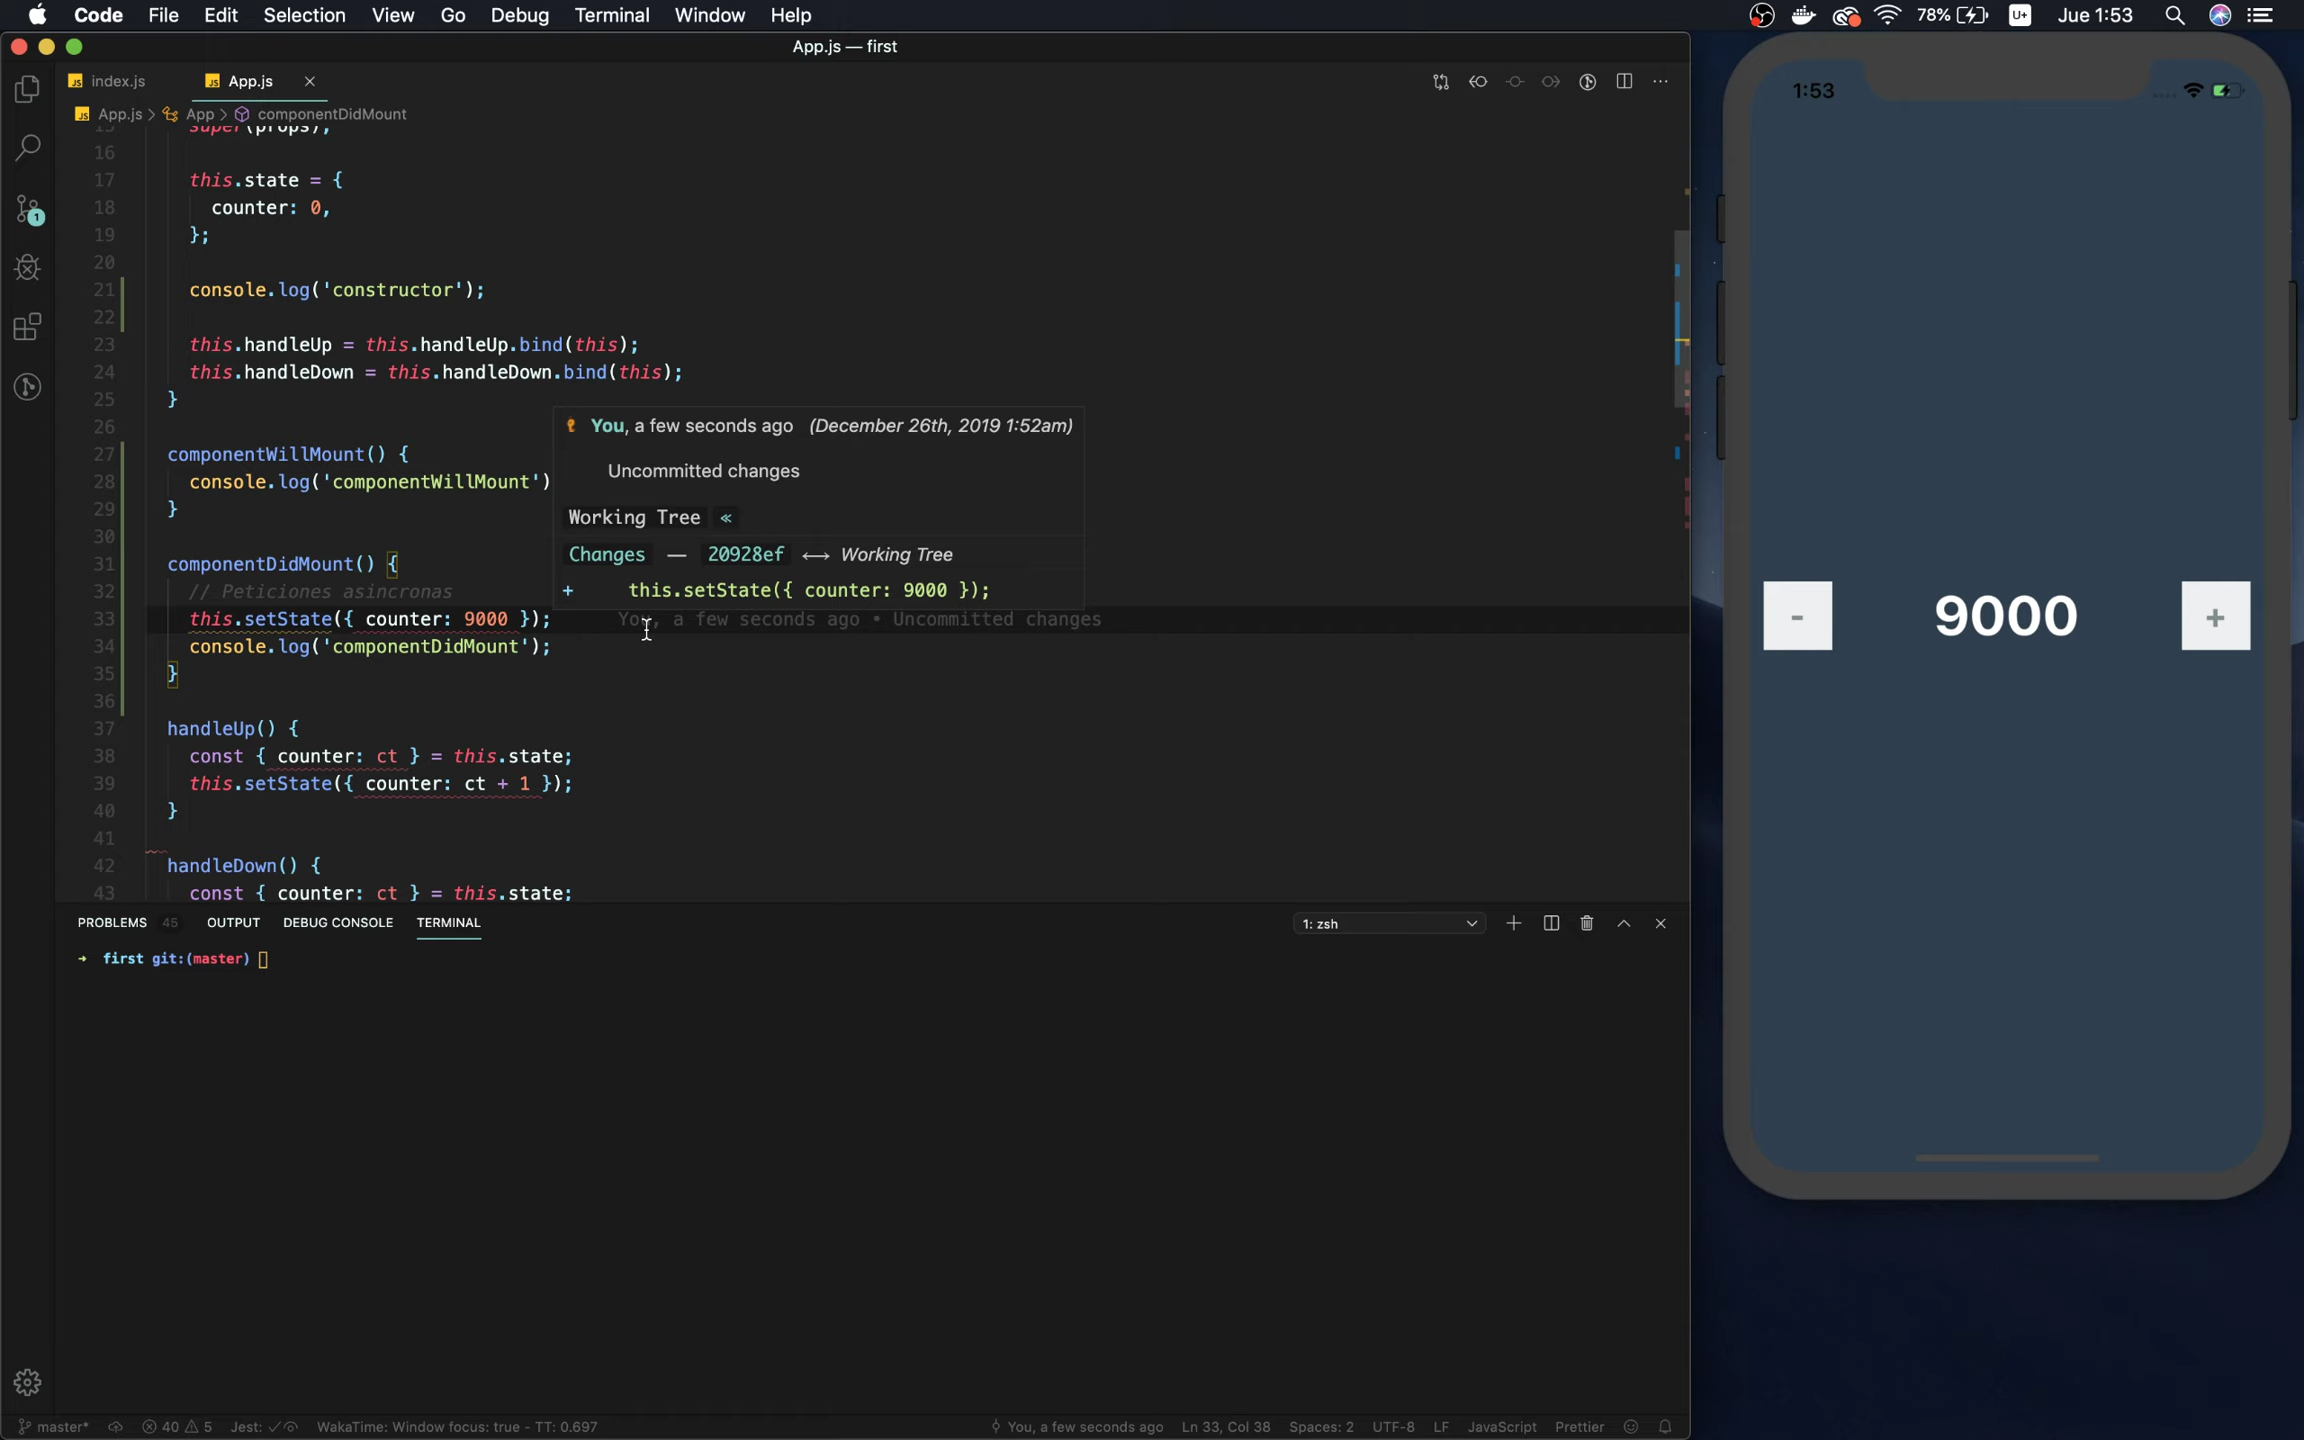 Code File Edit Selection View Go Debug Terminal Window Help
78% U+ Jue 1:53
App.js — first
index.js App.js
App.js > App > componentDidMount
15 super(props);
16
17 this.state = {
18 counter: 0,
19 };
20
21 console.log('constructor');
22
23 this.handleUp = this.handleUp.bind(this);
24 this.handleDown = this.handleDown.bind(this);
25 }
26
27 componentWillMount() {
28 console.log('componentWillMount')
29 }
30
31 componentDidMount() {
32 // Peticiones asincronas
33 this.setState({ counter: 9000 }); You, a few seconds ago • Uncommitted changes
34 console.log('componentDidMount');
35 }
36
37 handleUp() {
38 const { counter: ct } = this.state;
39 this.setState({ counter: ct + 1 });
40 }
41
42 handleDown() {
43 const { counter: ct } = this.state;
You, a few seconds ago (December 26th, 2019 1:52am)
Uncommitted changes
Working Tree «
Changes — 20928ef ⟷ Working Tree
+ this.setState({ counter: 9000 });
1
PROBLEMS 45 OUTPUT DEBUG CONSOLE TERMINAL 1: zsh
→ first git:(master)
master* 40 5 Jest: ✓ WakaTime: Window focus: true - TT: 0.697 You, a few seconds ago Ln 33, Col 38 Spaces: 2 UTF-8 LF JavaScript Prettier
1:53
- 9000 +